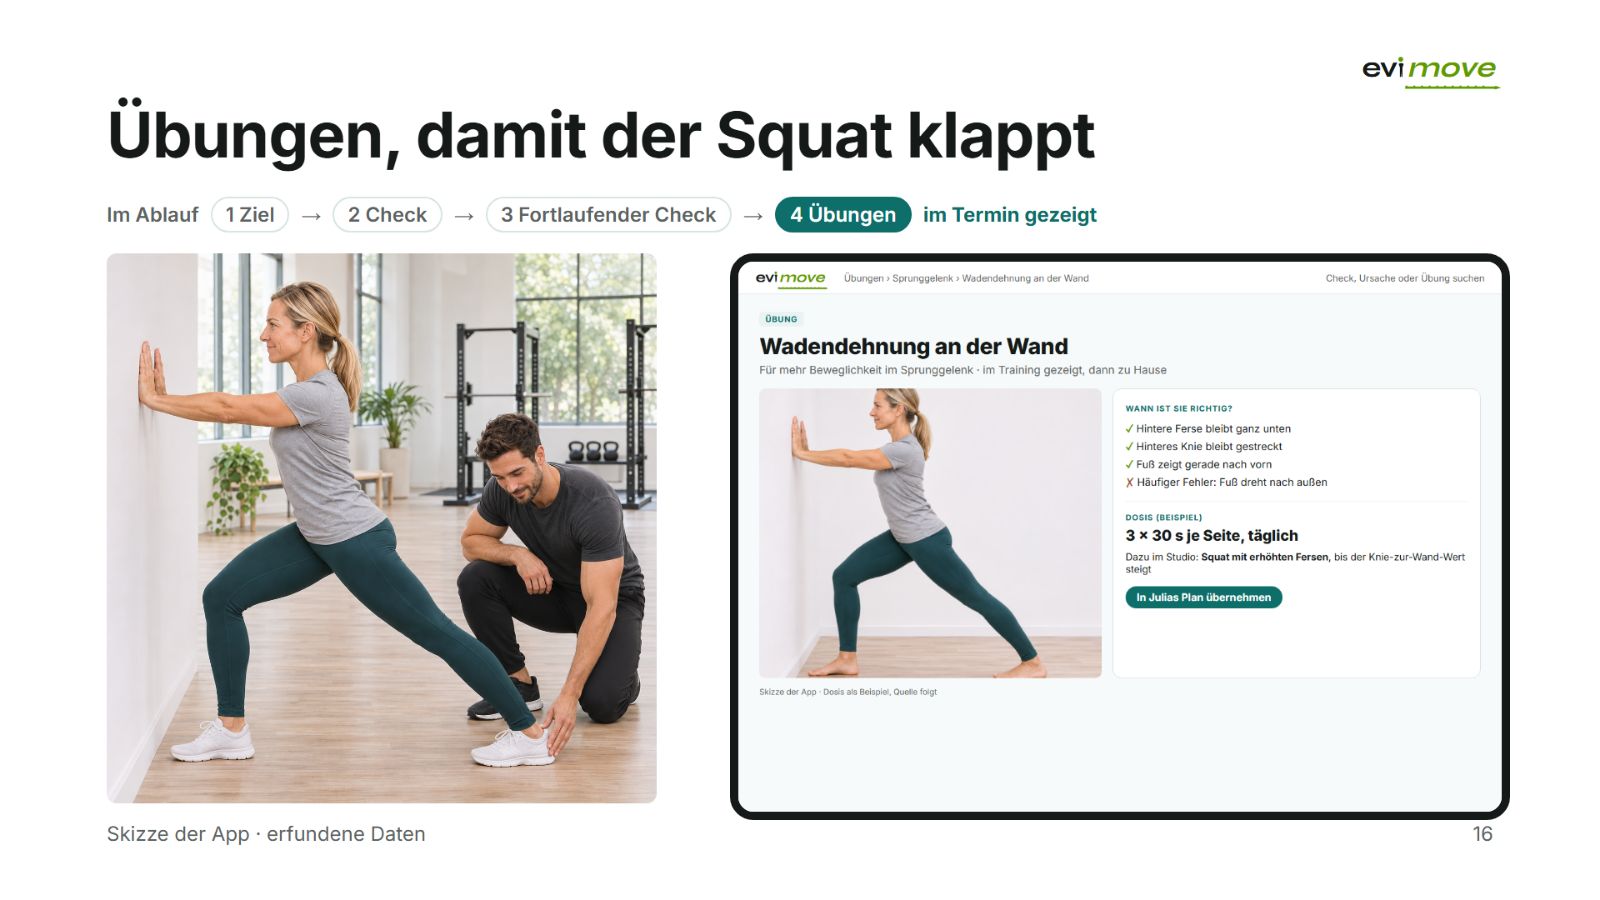 evimove
Übungen, damit der Squat klappt
Im Ablauf 1 Ziel → 2 Check → 3 Fortlaufender Check → 4 Übungen im Termin gezeigt
evimove Übungen › Sprunggelenk › Wadendehnung an der Wand Check, Ursache oder Übung suchen
ÜBUNG
Wadendehnung an der Wand
Für mehr Beweglichkeit im Sprunggelenk · im Training gezeigt, dann zu Hause
WANN IST SIE RICHTIG?
✓ Hintere Ferse bleibt ganz unten
✓ Hinteres Knie bleibt gestreckt
✓ Fuß zeigt gerade nach vorn
✗ Häufiger Fehler: Fuß dreht nach außen
DOSIS (BEISPIEL)
3 × 30 s je Seite, täglich
Dazu im Studio: Squat mit erhöhten Fersen, bis der Knie-zur-Wand-Wert
steigt
In Julias Plan übernehmen
Skizze der App · Dosis als Beispiel, Quelle folgt
Skizze der App · erfundene Daten
16